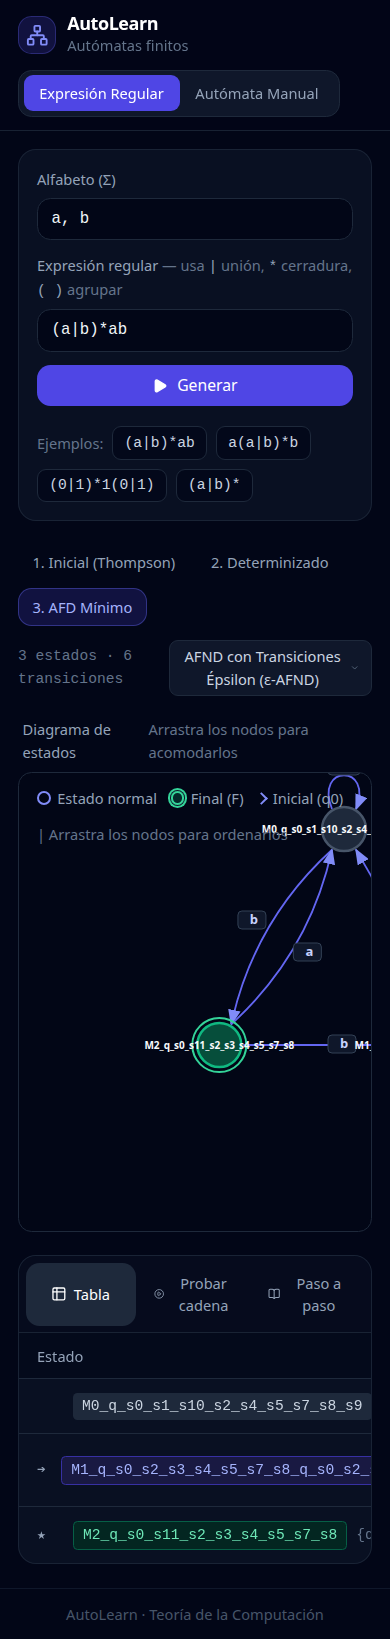 AutoLearn
Autómatas finitos
Expresión Regular
Autómata Manual
Alfabeto (Σ)
a, b
Expresión regular — usa | unión, * cerradura,
( ) agrupar
(a|b)*ab
Generar
Ejemplos: (a|b)*ab a(a|b)*b
(0|1)*1(0|1) (a|b)*
1. Inicial (Thompson)
2. Determinizado
3. AFD Mínimo
3 estados · 6
transiciones
AFND con Transiciones
Épsilon (ε-AFND)
Diagrama de
estados
Arrastra los nodos para
acomodarlos
Estado normal Final (F) Inicial (q0)
| Arrastra los nodos para ordenarlos
M0_q_s0_s1_s10_s2_s4_
b
a
M2_q_s0_s11_s2_s3_s4_s5_s7_s8
b
M1_
Tabla
Probar
cadena
Paso a
paso
Estado
M0_q_s0_s1_s10_s2_s4_s5_s7_s8_s9
→ M1_q_s0_s2_s3_s4_s5_s7_s8_q_s0_s2_
★ M2_q_s0_s11_s2_s3_s4_s5_s7_s8
AutoLearn · Teoría de la Computación